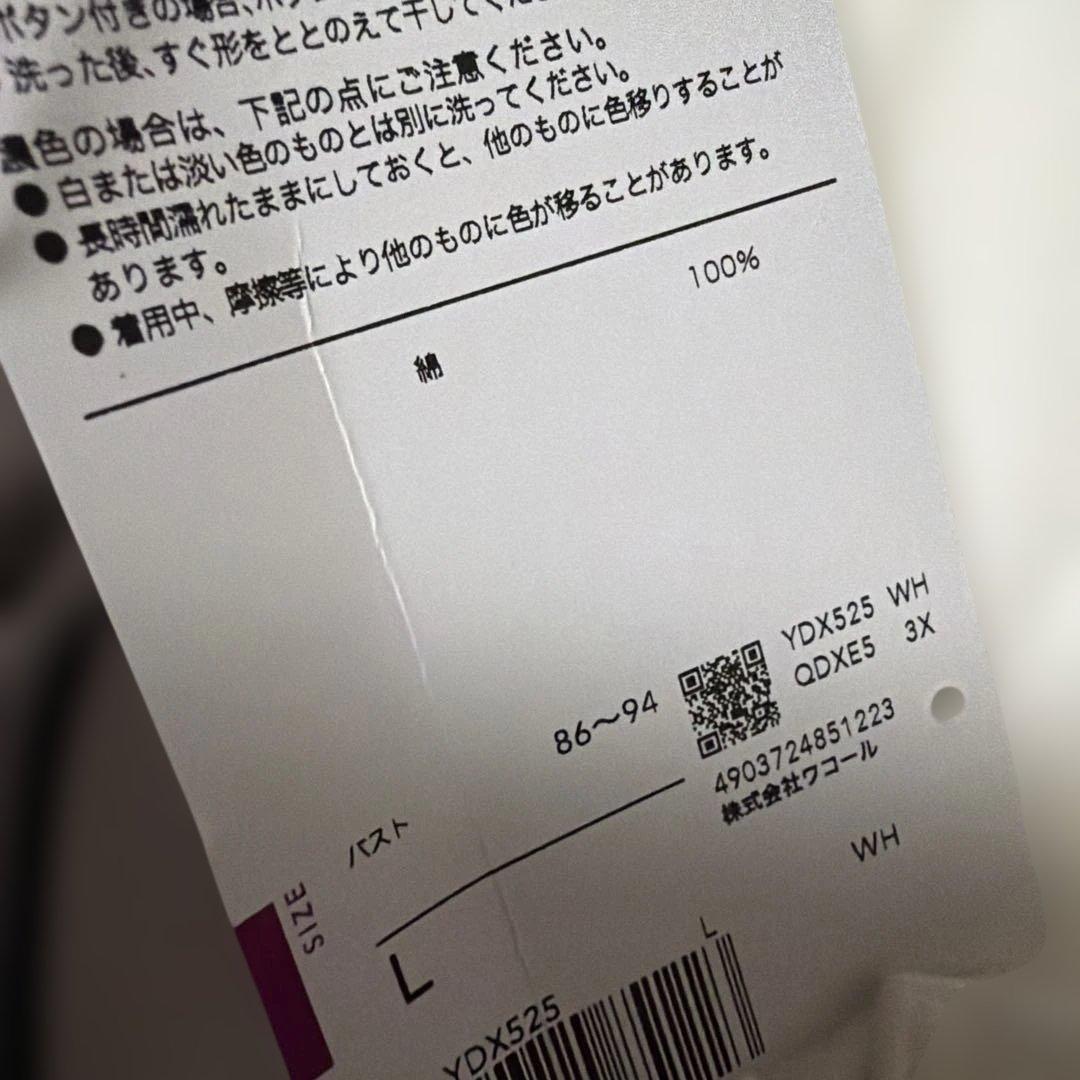 ボタン付きの場合、ボタ
洗った後、すぐ形をととのえて干してくださ
濃色の場合は、下記の点にご注意ください。
● 白または淡い色のものとは別に洗ってください。
● 長時間濡れたままにしておくと、他のものに色移りすることが
あります。
● 着用中、摩擦等により他のものに色が移ることがあります。
綿 100%
YDX525 WH
QDXE5 3X
4903724851223
株式会社ワコール
バスト 86～94
SIZE
L
WH
L
YDX525